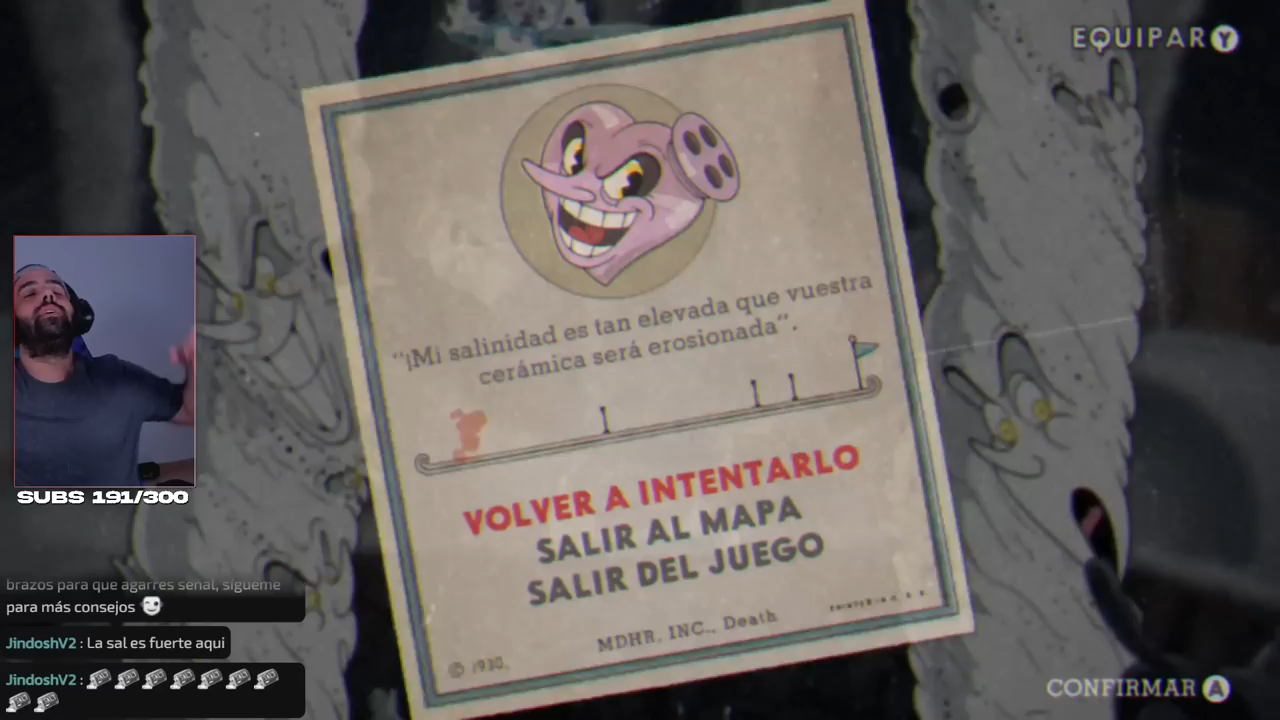 EQUIPAR Y
"¡Mi salinidad es tan elevada que vuestra
cerámica será erosionada".
VOLVER A INTENTARLO
SALIR AL MAPA
SALIR DEL JUEGO
MDHR, INC., Death
© 1930.
CONFIRMAR A
SUBS 191/300
brazos para que agarres señal, sigueme
para más consejos
JindoshV2 : La sal es fuerte aqui
JindoshV2 :